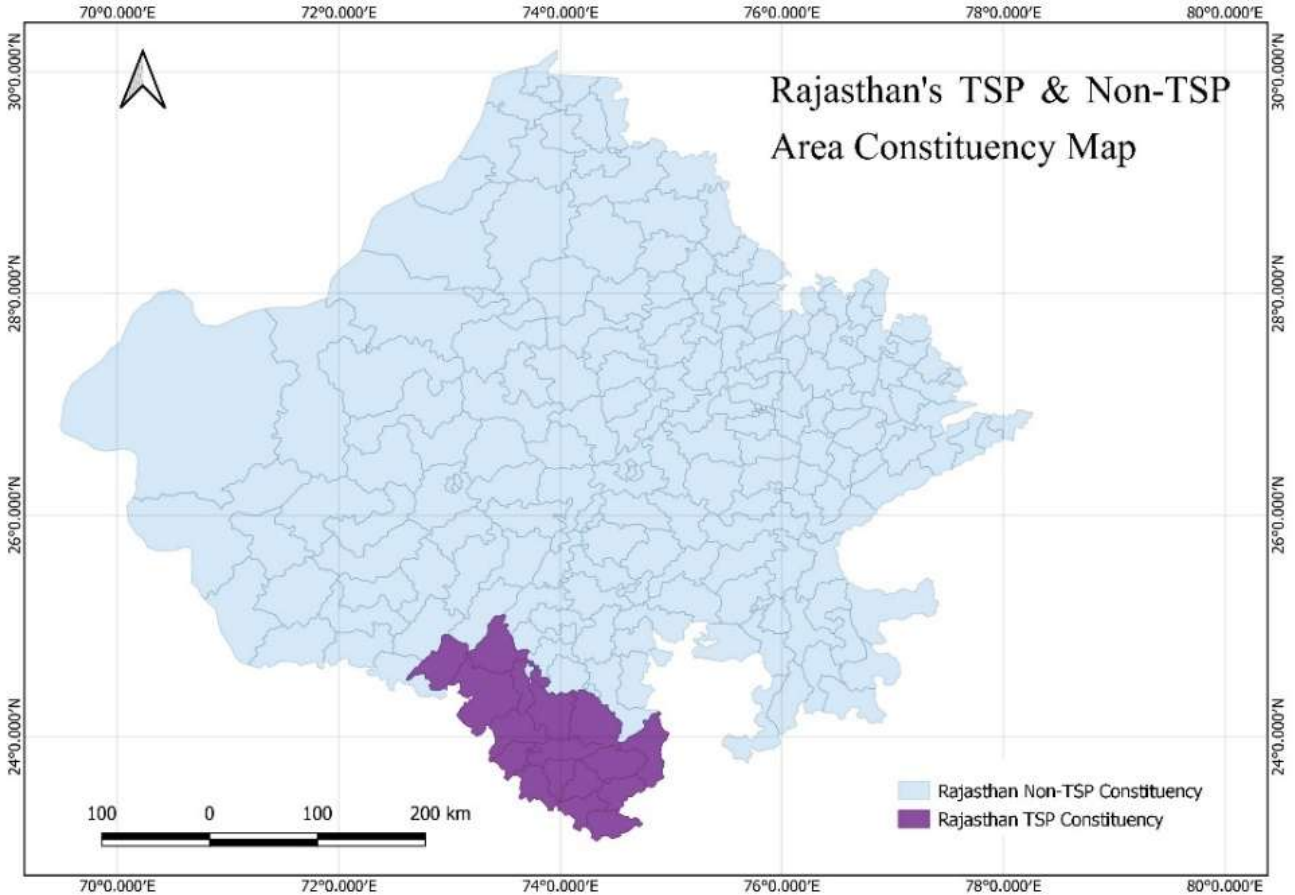 70°0.000'E 72°0.000'E 74°0.000'E 76°0.000'E 78°0.000'E 80°0.000'E
30°0.000'N
30°0.000'N
Rajasthan's TSP & Non-TSP
Area Constituency Map
28°0.000'N
28°0.000'N
26°0.000'N
26°0.000'N
24°0.000'N
24°0.000'N
Rajasthan Non-TSP Constituency
Rajasthan TSP Constituency
100 0 100 200 km
70°0.000'E 72°0.000'E 74°0.000'E 76°0.000'E 78°0.000'E 80°0.000'E